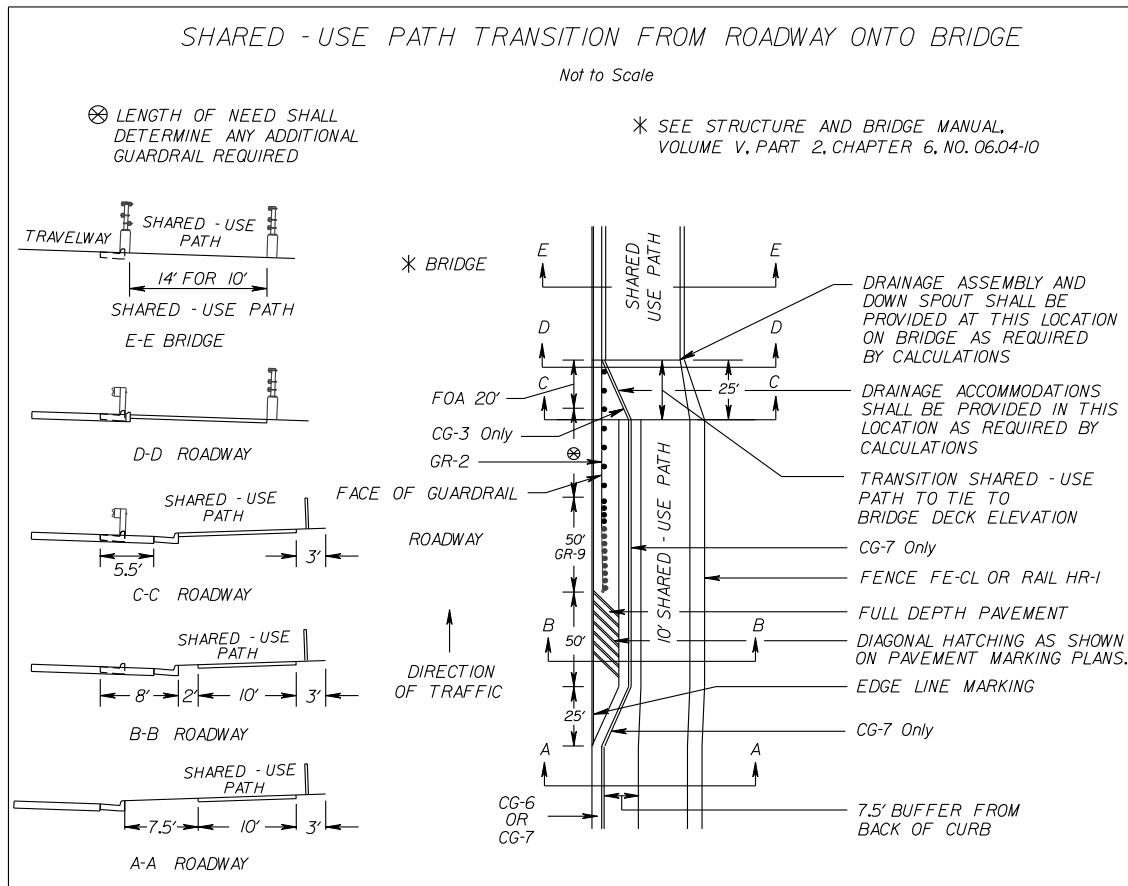 SHARED - USE PATH TRANSITION FROM ROADWAY ONTO BRIDGE
Not to Scale
⊗ LENGTH OF NEED SHALL
DETERMINE ANY ADDITIONAL
GUARDRAIL REQUIRED
* SEE STRUCTURE AND BRIDGE MANUAL,
VOLUME V, PART 2, CHAPTER 6, NO. 06.04-10
TRAVELWAY
SHARED - USE
PATH
14' FOR 10'
SHARED - USE PATH
E-E BRIDGE
D-D ROADWAY
SHARED - USE
PATH
5.5'
3'
C-C ROADWAY
SHARED - USE
PATH
8'
2'
10'
3'
B-B ROADWAY
SHARED - USE
PATH
7.5'
10'
3'
A-A ROADWAY
* BRIDGE
E
E
SHARED
USE PATH
D
D
C
C
25'
FOA 20'
CG-3 Only
⊗
GR-2
FACE OF GUARDRAIL
ROADWAY
50'
GR-9
10' SHARED - USE PATH
B
B
50'
DIRECTION
OF TRAFFIC
25'
A
A
CG-6
OR
CG-7
DRAINAGE ASSEMBLY AND
DOWN SPOUT SHALL BE
PROVIDED AT THIS LOCATION
ON BRIDGE AS REQUIRED
BY CALCULATIONS
DRAINAGE ACCOMMODATIONS
SHALL BE PROVIDED IN THIS
LOCATION AS REQUIRED BY
CALCULATIONS
TRANSITION SHARED - USE
PATH TO TIE TO
BRIDGE DECK ELEVATION
CG-7 Only
FENCE FE-CL OR RAIL HR-1
FULL DEPTH PAVEMENT
DIAGONAL HATCHING AS SHOWN
ON PAVEMENT MARKING PLANS.
EDGE LINE MARKING
CG-7 Only
7.5' BUFFER FROM
BACK OF CURB